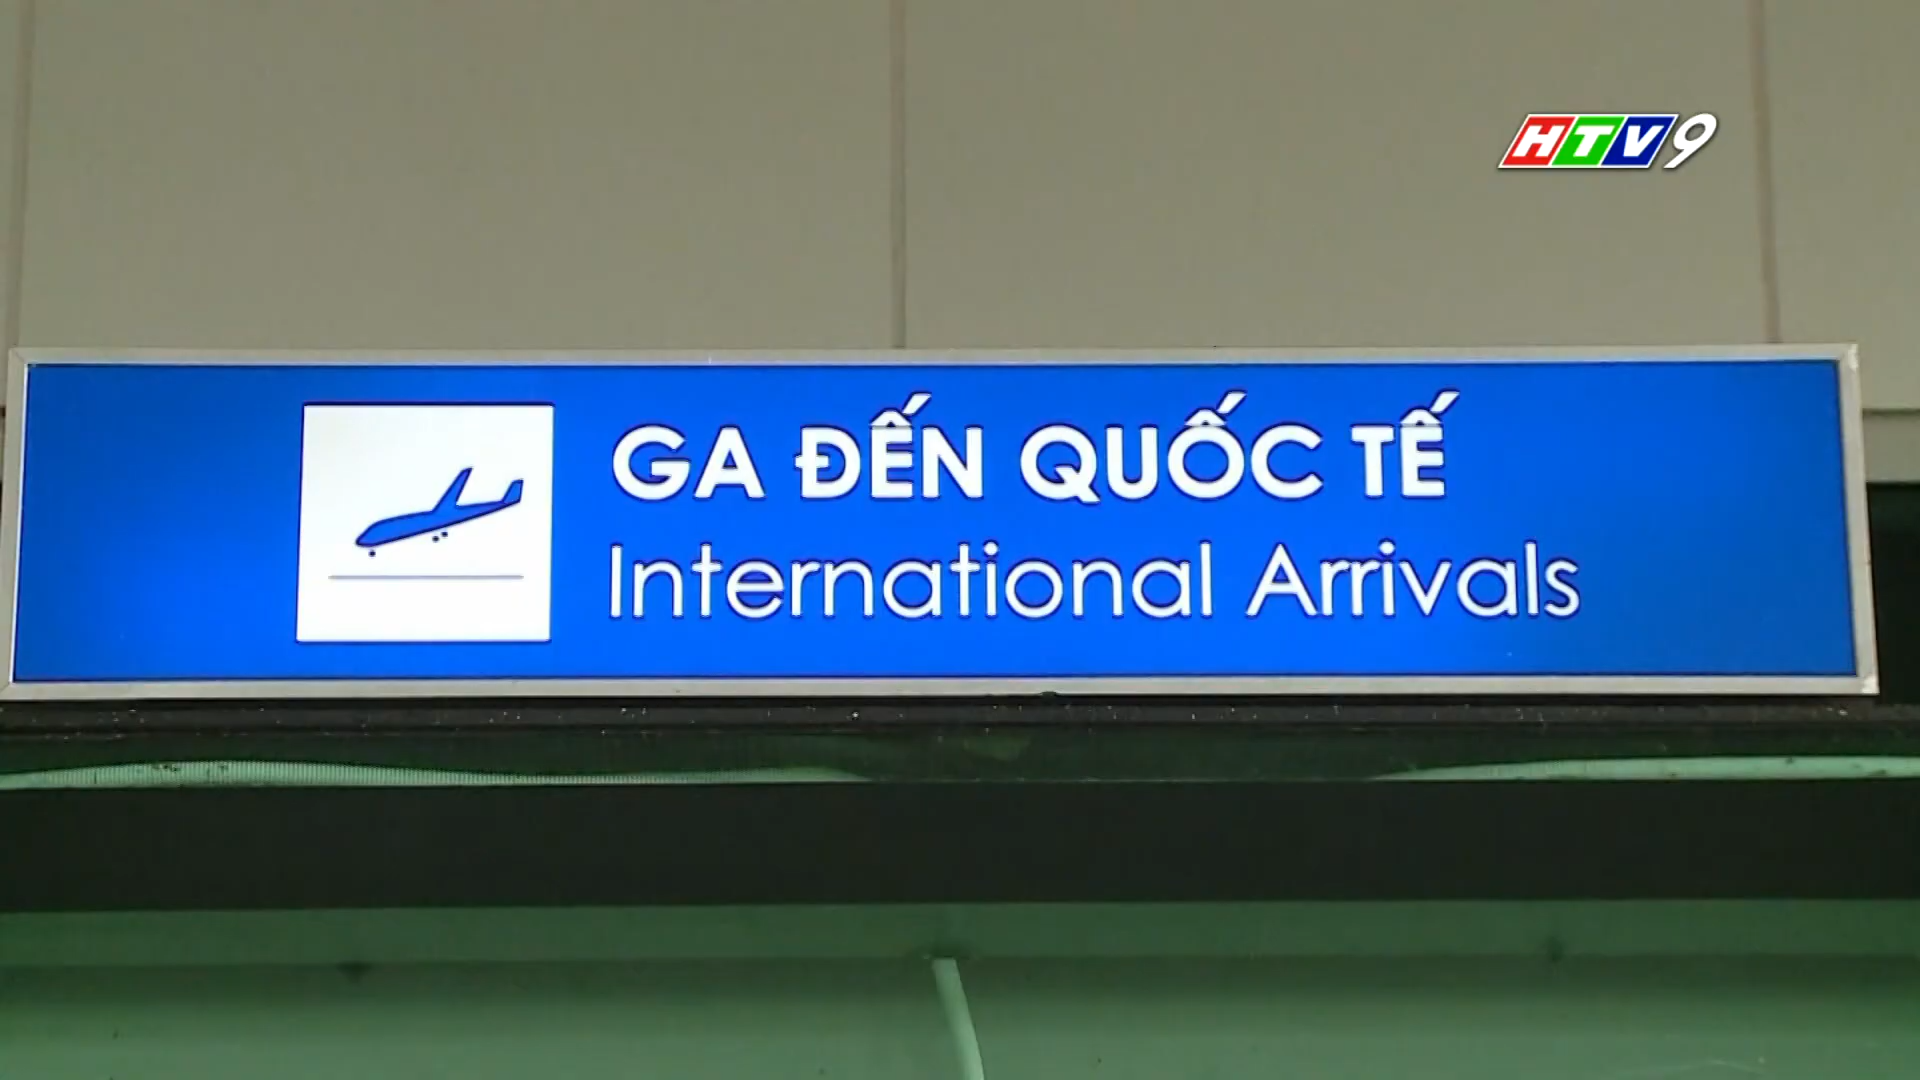 HTV9
GA ĐẾN QUỐC TẾ
International Arrivals